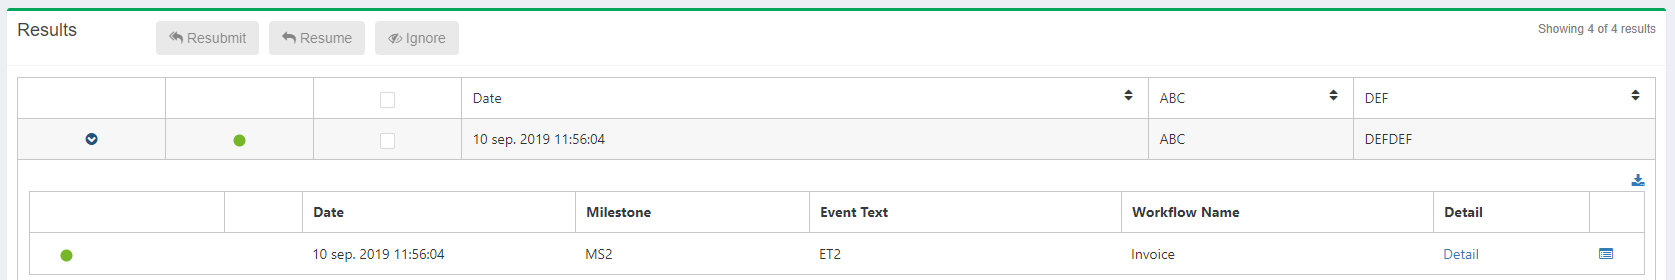 Results Resubmit Resume Ignore Showing 4 of 4 results
Date ABC DEF
10 sep. 2019 11:56:04 ABC DEFDEF
Date Milestone Event Text Workflow Name Detail
10 sep. 2019 11:56:04 MS2 ET2 Invoice Detail